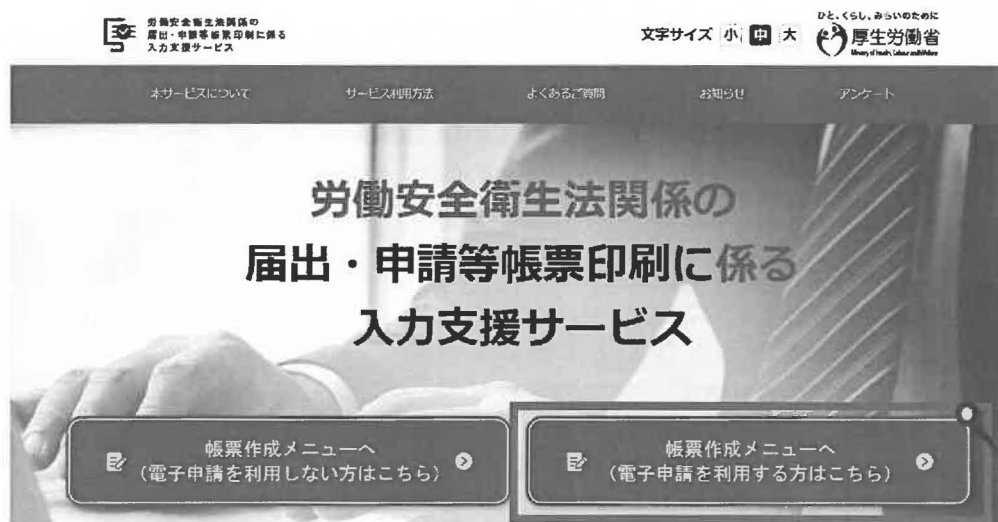 労働安全衛生法関係の
届出・申請等帳票印刷に係る
入力支援サービス
文字サイズ 小 中 大
ひと、くらし、みらいのために
厚生労働省
Ministry of Health, Labour and Welfare
本サービスについて
サービス利用方法
よくあるご質問
お知らせ
アンケート
労働安全衛生法関係の
届出・申請等帳票印刷に係る
入力支援サービス
帳票作成メニューへ
(電子申請を利用しない方はこちら)
帳票作成メニューへ
(電子申請を利用する方はこちら)